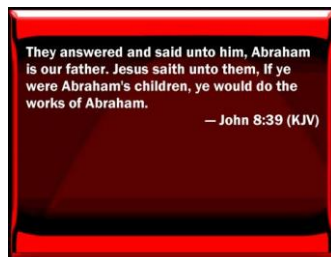 They answered and said unto him, Abraham
is our father. Jesus saith unto them, If ye
were Abraham's children, ye would do the
works of Abraham.
— John 8:39 (KJV)